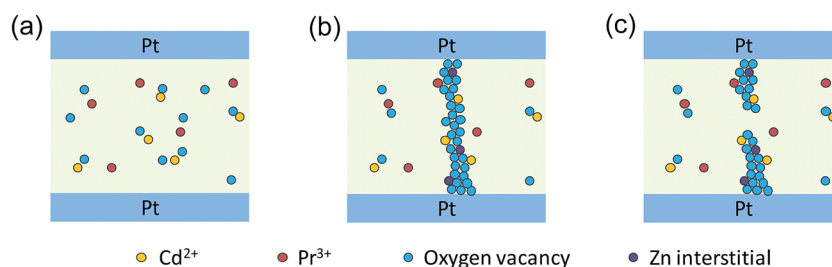 (a) (b) (c)
Pt Pt Pt
Pt Pt Pt
Cd²⁺ Pr³⁺ Oxygen vacancy Zn interstitial